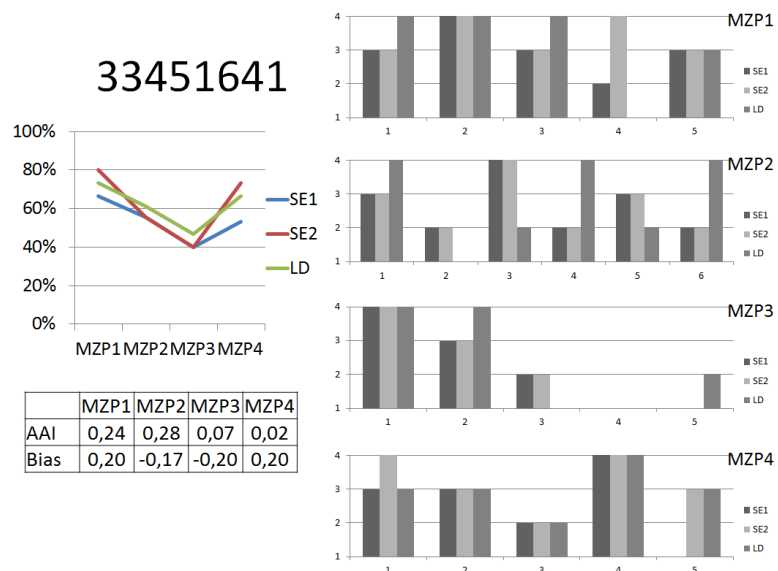 33451641
100%
80%
60%
40%
20%
0%
MZP1 MZP2 MZP3 MZP4
SE1
SE2
LD
MZP1 MZP2 MZP3 MZP4
AAI 0,24 0,28 0,07 0,02
Bias 0,20 -0,17 -0,20 0,20
MZP1
4
3
2
1
1 2 3 4 5
SE1
SE2
LD
MZP2
4
3
2
1
1 2 3 4 5 6
SE1
SE2
LD
MZP3
4
3
2
1
1 2 3 4 5
SE1
SE2
LD
MZP4
4
3
2
1
1 2 3 4 5
SE1
SE2
LD